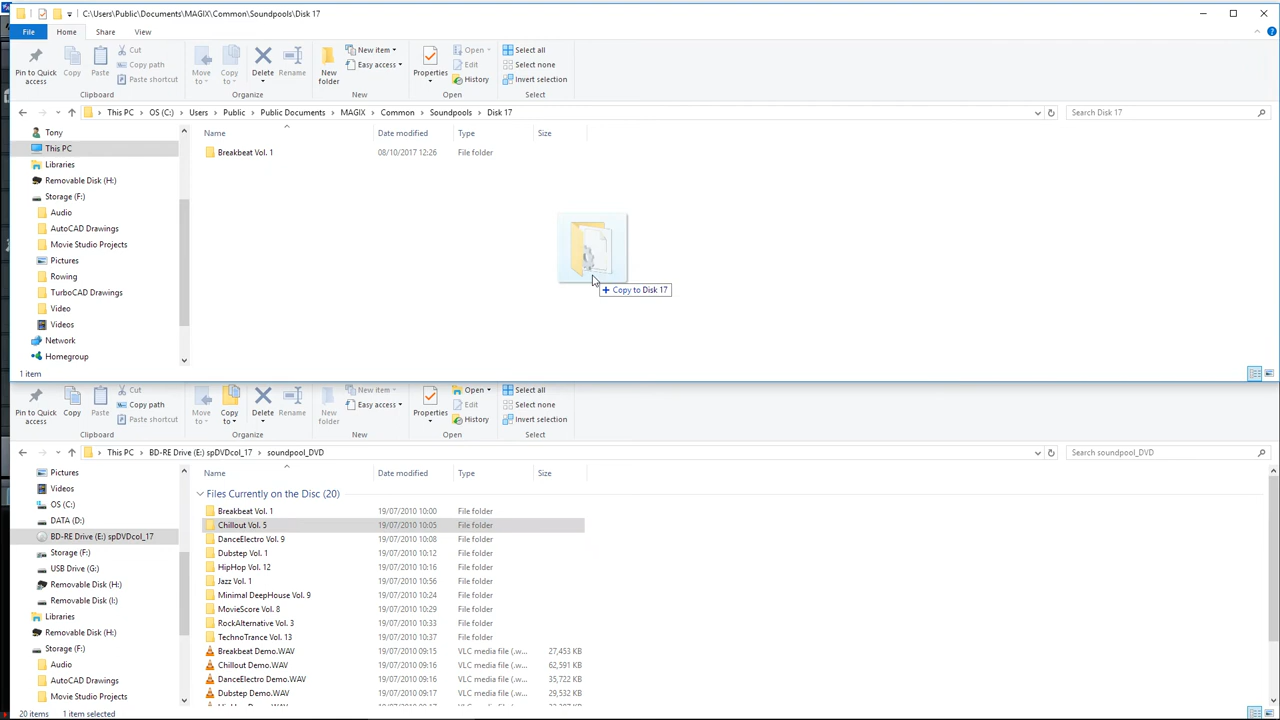 C:\Users\Public\Documents\MAGIX\Common\Soundpools\Disk 17
File Home Share View
Pin to Quick access
Copy
Paste
Cut
Copy path
Paste shortcut
Move to
Copy to
Delete
Rename
New folder
New item
Easy access
Properties
Open
Edit
History
Select all
Select none
Invert selection
Clipboard Organize New Open Select
This PC OS (C:) Users Public Public Documents MAGIX Common Soundpools Disk 17
Search Disk 17
Tony
This PC
Libraries
Removable Disk (H:)
Storage (F:)
Audio
AutoCAD Drawings
Movie Studio Projects
Pictures
Rowing
TurboCAD Drawings
Video
Videos
Network
Homegroup
Name Date modified Type Size
Breakbeat Vol. 1 08/10/2017 12:26 File folder
+ Copy to Disk 17
1 item
Pin to Quick access
Copy
Paste
Cut
Copy path
Paste shortcut
Move to
Copy to
Delete
Rename
New folder
New item
Easy access
Properties
Open
Edit
History
Select all
Select none
Invert selection
Clipboard Organize New Open Select
This PC BD-RE Drive (E:) spDVDcol_17 soundpool_DVD
Search soundpool_DVD
Pictures
Videos
OS (C:)
DATA (D:)
BD-RE Drive (E:) spDVDcol_17
Storage (F:)
USB Drive (G:)
Removable Disk (H:)
Removable Disk (I:)
Libraries
Removable Disk (H:)
Storage (F:)
Audio
AutoCAD Drawings
Movie Studio Projects
Name Date modified Type Size
Files Currently on the Disc (20)
Breakbeat Vol. 1 19/07/2010 10:00 File folder
Chillout Vol. 5 19/07/2010 10:05 File folder
DanceElectro Vol. 9 19/07/2010 10:08 File folder
Dubstep Vol. 1 19/07/2010 10:12 File folder
HipHop Vol. 12 19/07/2010 10:16 File folder
Jazz Vol. 1 19/07/2010 10:56 File folder
Minimal DeepHouse Vol. 9 19/07/2010 10:24 File folder
MovieScore Vol. 8 19/07/2010 10:29 File folder
RockAlternative Vol. 3 19/07/2010 10:33 File folder
TechnoTrance Vol. 13 19/07/2010 10:37 File folder
Breakbeat Demo.WAV 19/07/2010 09:15 VLC media file (.w... 27,453 KB
Chillout Demo.WAV 19/07/2010 09:16 VLC media file (.w... 62,591 KB
DanceElectro Demo.WAV 19/07/2010 09:16 VLC media file (.w... 35,722 KB
Dubstep Demo.WAV 19/07/2010 09:17 VLC media file (.w... 29,532 KB
20 items 1 item selected